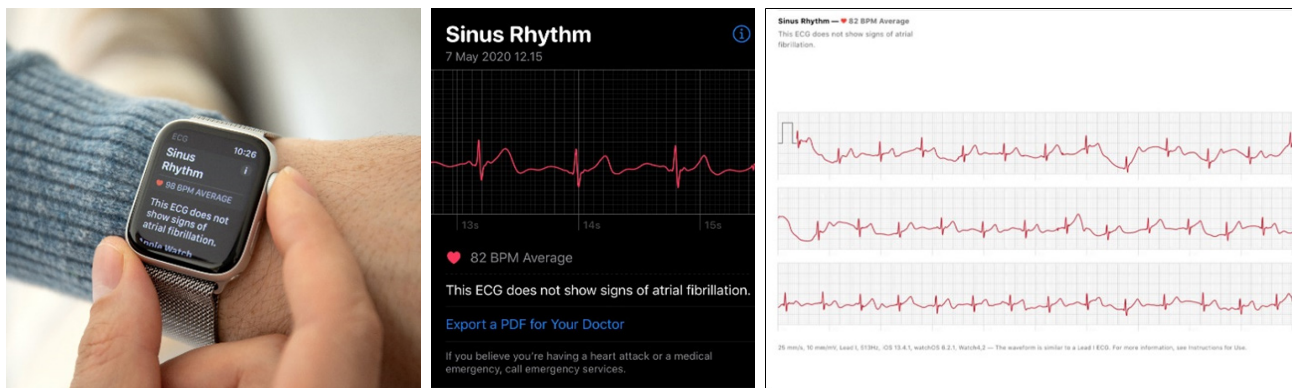 ECG
10:26
Sinus
Rhythm
98 BPM AVERAGE
This ECG does not
show signs of
atrial fibrillation.
Apple Watch
Sinus Rhythm
7 May 2020 12.15
13s
14s
15s
82 BPM Average
This ECG does not show signs of atrial fibrillation.
Export a PDF for Your Doctor
If you believe you're having a heart attack or a medical
emergency, call emergency services.
Sinus Rhythm — ♥ 82 BPM Average
This ECG does not show signs of atrial
fibrillation.
25 mm/s, 10 mm/mV, Lead I, 513Hz, iOS 13.4.1, watchOS 6.2.1, Watch4,2 — The waveform is similar to a Lead I ECG. For more information, see Instructions for Use.